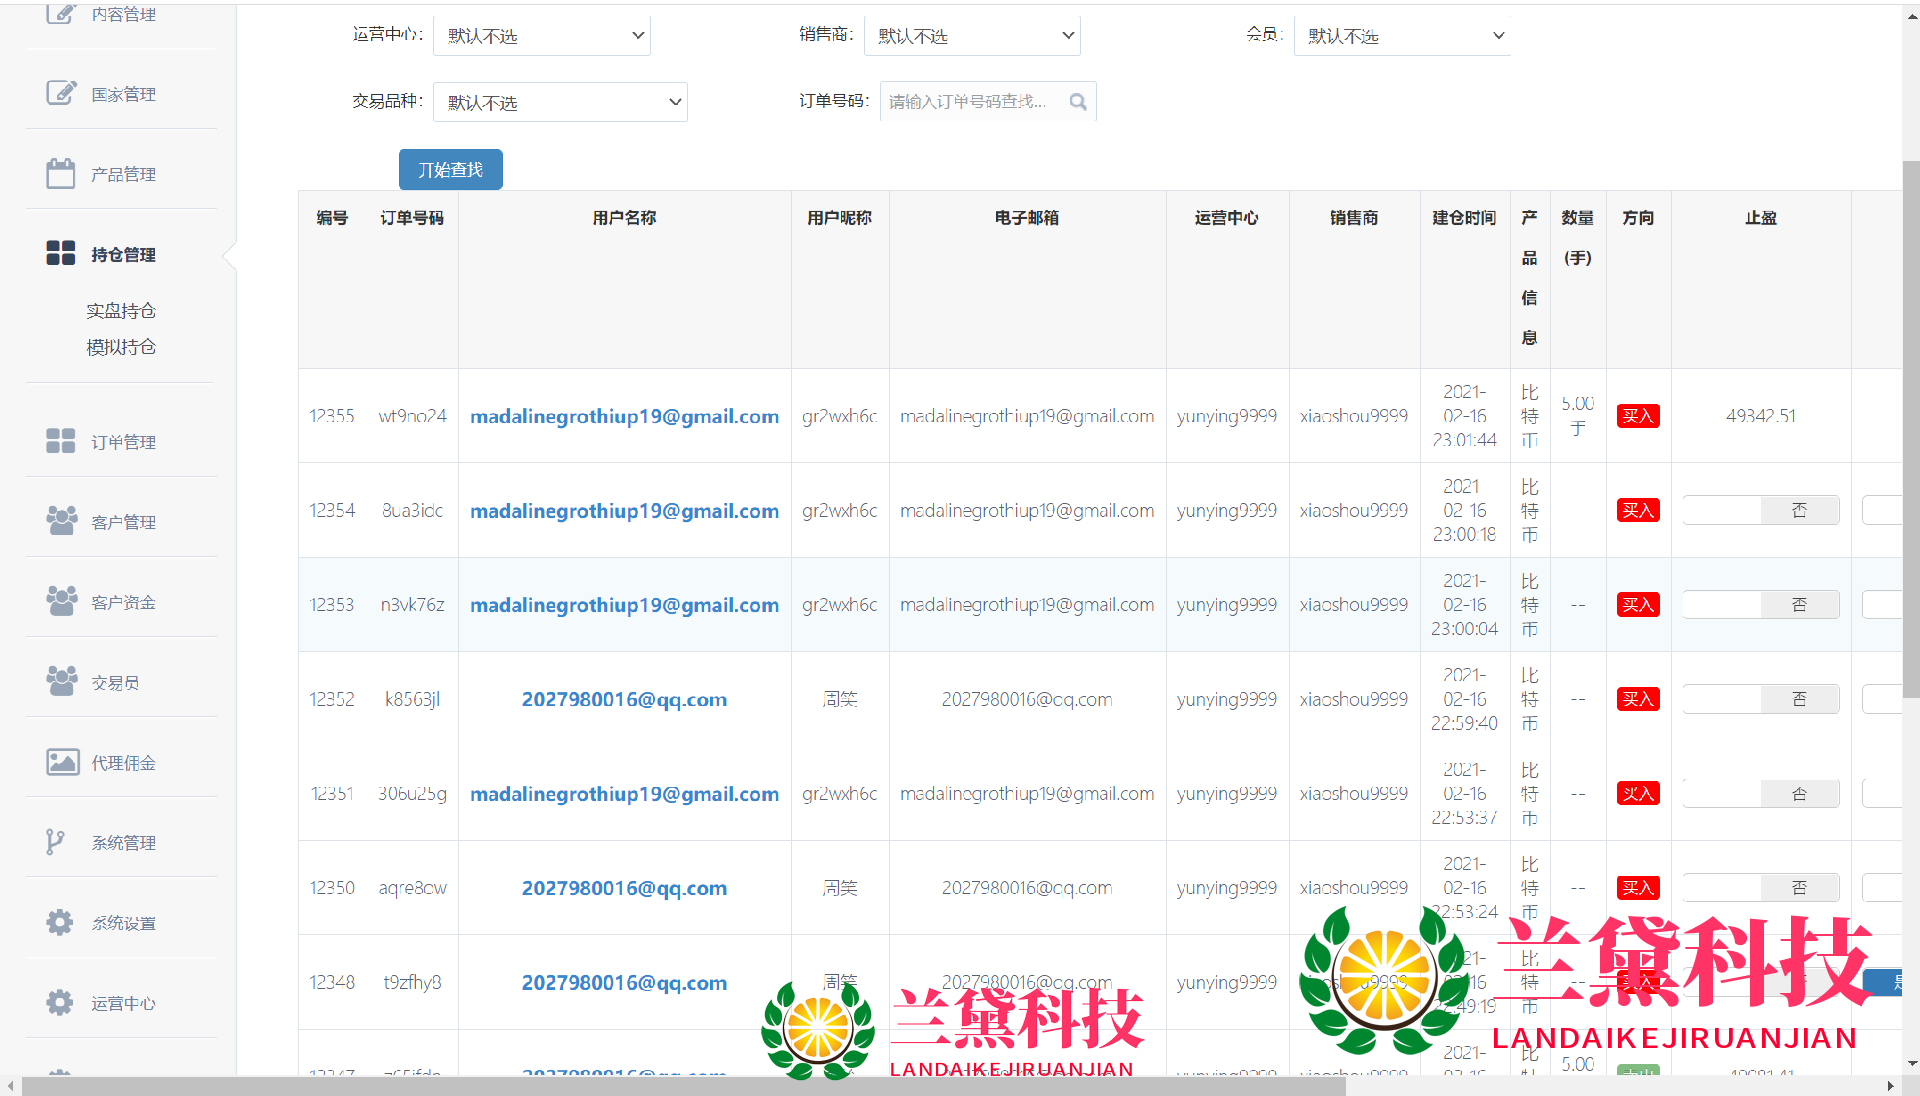 内容管理
运营中心： 默认不选 销售商： 默认不选 会员： 默认不选
国家管理
交易品种： 默认不选 订单号码： 请输入订单号码查找...
产品管理
开始查找
持仓管理
实盘持仓
模拟持仓
订单管理
客户管理
客户资金
交易员
代理佣金
系统管理
系统设置
运营中心
编号 订单号码 用户名称 用户昵称 电子邮箱 运营中心 销售商 建仓时间 产品信息 数量(手) 方向 止盈
12355 wt9no24 madalinegrothiup19@gmail.com gr2wxh6c madalinegrothiup19@gmail.com yunying9999 xiaoshou9999 2021-02-16 23:01:44 比特币 5.00手 买入 49342.51
12354 8ua3idc madalinegrothiup19@gmail.com gr2wxh6c madalinegrothiup19@gmail.com yunying9999 xiaoshou9999 2021-02-16 23:00:18 比特币 买入 否
12353 n3vk76z madalinegrothiup19@gmail.com gr2wxh6c madalinegrothiup19@gmail.com yunying9999 xiaoshou9999 2021-02-16 23:00:04 比特币 -- 买入 否
12352 k8563jl 2027980016@qq.com 周笑 2027980016@qq.com yunying9999 xiaoshou9999 2021-02-16 22:59:40 比特币 -- 买入 否
12351 306u25g madalinegrothiup19@gmail.com gr2wxh6c madalinegrothiup19@gmail.com yunying9999 xiaoshou9999 2021-02-16 22:53:37 比特币 -- 买入 否
12350 aqre8ow 2027980016@qq.com 周笑 2027980016@qq.com yunying9999 xiaoshou9999 2021-02-16 22:53:24 比特币 -- 买入 否
12348 t9zfhy8 2027980016@qq.com 周笑 2027980016@qq.com yunying9999 22:49:19 比特币 -- 买入 是
2021- 比 5.00
兰黛科技
LANDAIKEJIRUANJIAN
兰黛科技
LANDAIKEJIRUANJIAN